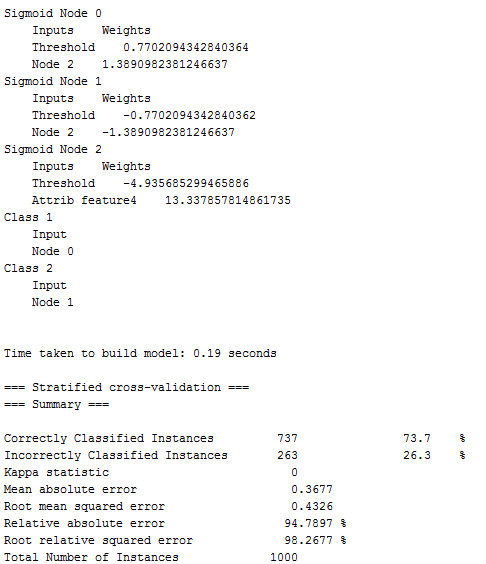 Sigmoid Node 0
    Inputs    Weights
    Threshold    0.7702094342840364
    Node 2    1.3890982381246637
Sigmoid Node 1
    Inputs    Weights
    Threshold    -0.7702094342840362
    Node 2    -1.3890982381246637
Sigmoid Node 2
    Inputs    Weights
    Threshold    -4.935685299465886
    Attrib feature4    13.337857814861735
Class 1
    Input
    Node 0
Class 2
    Input
    Node 1
Time taken to build model: 0.19 seconds
=== Stratified cross-validation ===
=== Summary ===
Correctly Classified Instances         737               73.7    %
Incorrectly Classified Instances       263               26.3    %
Kappa statistic                          0
Mean absolute error                      0.3677
Root mean squared error                  0.4326
Relative absolute error                 94.7897 %
Root relative squared error             98.2677 %
Total Number of Instances             1000